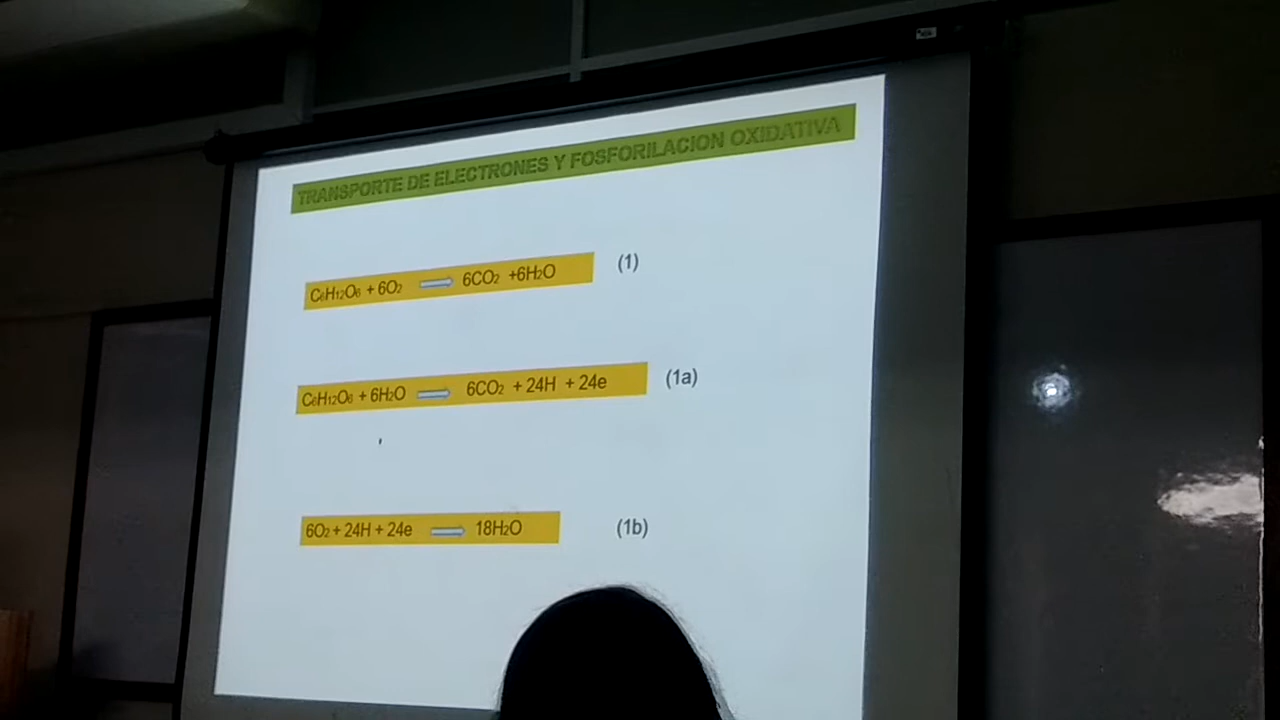 TRANSPORTE DE ELECTRONES Y FOSFORILACION OXIDATIVA
C₆H₁₂O₆ + 6O₂ ⇒ 6CO₂ +6H₂O (1)
C₆H₁₂O₆ + 6H₂O ⇒ 6CO₂ + 24H + 24e (1a)
6O₂ + 24H + 24e ⇒ 18H₂O (1b)